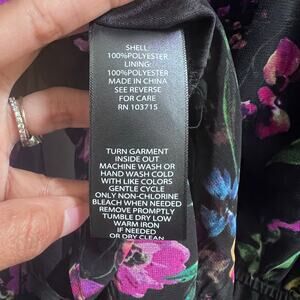 SHELL:
100%POLYESTER
LINING:
100%POLYESTER
MADE IN CHINA
SEE REVERSE
FOR CARE
RN 103715
TURN GARMENT
INSIDE OUT
MACHINE WASH OR
HAND WASH COLD
WITH LIKE COLORS
GENTLE CYCLE
ONLY NON-CHLORINE
BLEACH WHEN NEEDED
REMOVE PROMPTLY
TUMBLE DRY LOW
WARM IRON
IF NEEDED
OR DRY CLEAN